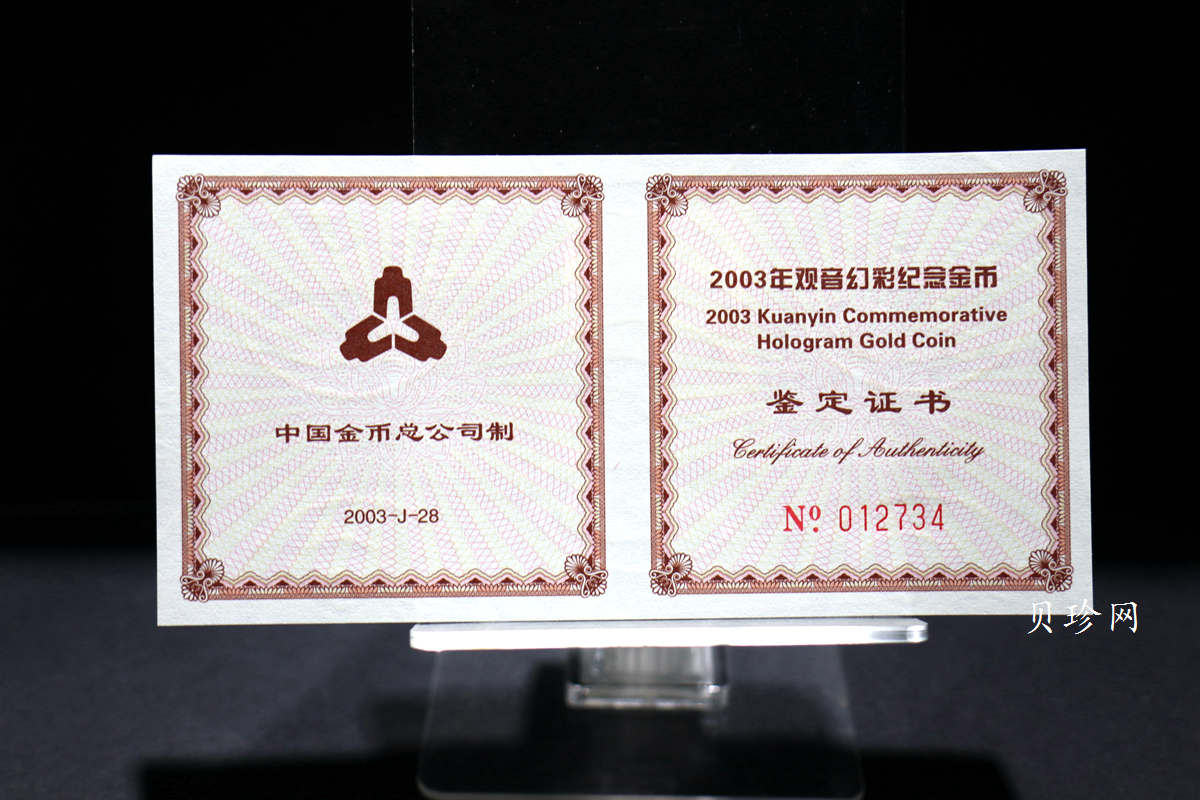 中国金币总公司制
2003-J-28
2003年观音幻彩纪念金币
2003 Kuanyin Commemorative
Hologram Gold Coin
鉴定证书
Certificate of Authenticity
Nº 012734
贝珍网